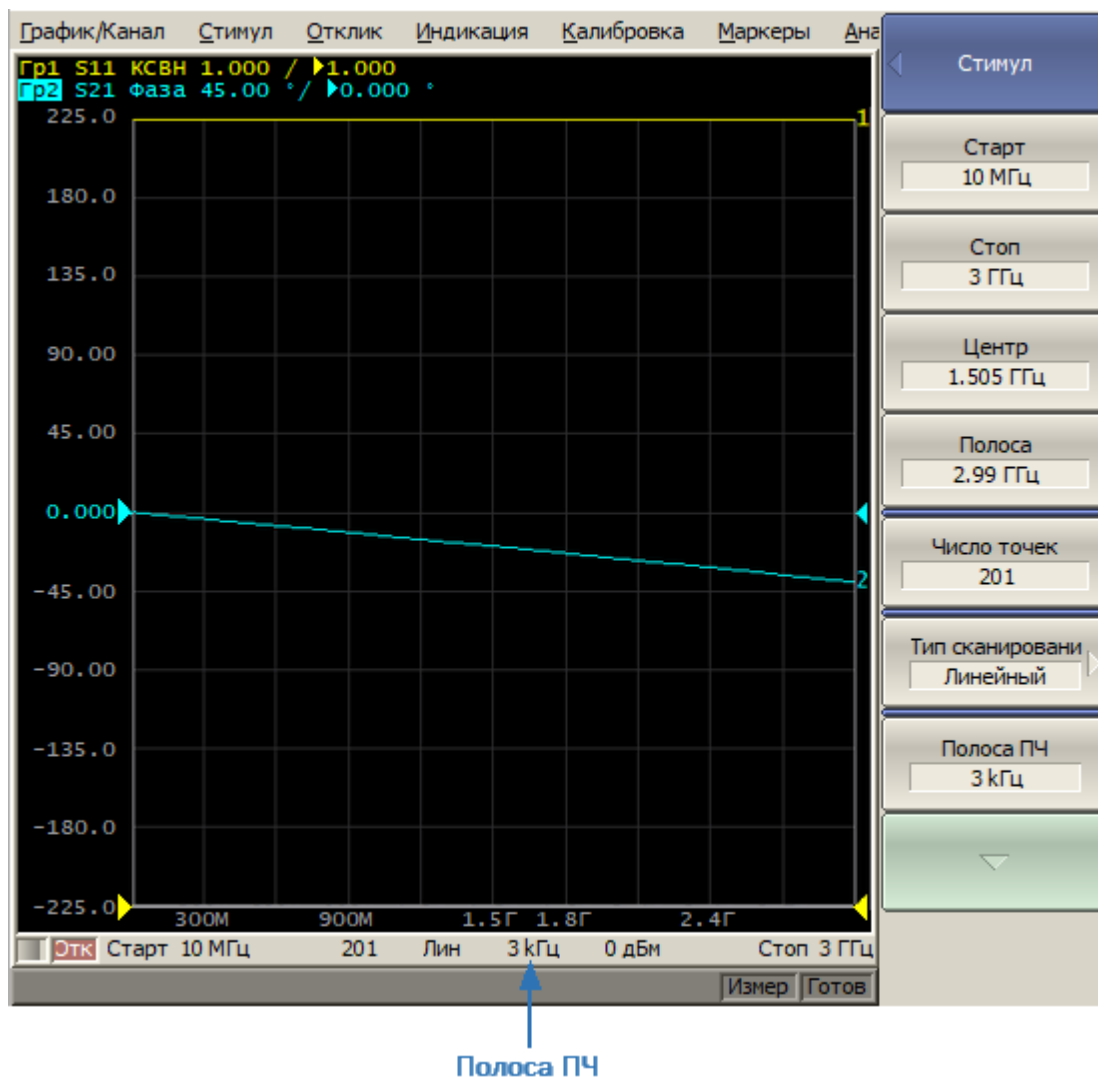 График/Канал Стимул Отклик Индикация Калибровка Маркеры Ана
Гр1 S11 КСВН 1.000 / 1.000
Гр2 S21 Фаза 45.00 °/ 0.000 °
225.0
180.0
135.0
90.00
45.00
0.000
-45.00
-90.00
-135.0
-180.0
-225.0
1
2
300М 900М 1.5Г 1.8Г 2.4Г
Отк Старт 10 МГц 201 Лин 3 kГц 0 дБм Стоп 3 ГГц
Измер Готов
Стимул
Старт
10 МГц
Стоп
3 ГГц
Центр
1.505 ГГц
Полоса
2.99 ГГц
Число точек
201
Тип сканировани
Линейный
Полоса ПЧ
3 kГц
Полоса ПЧ